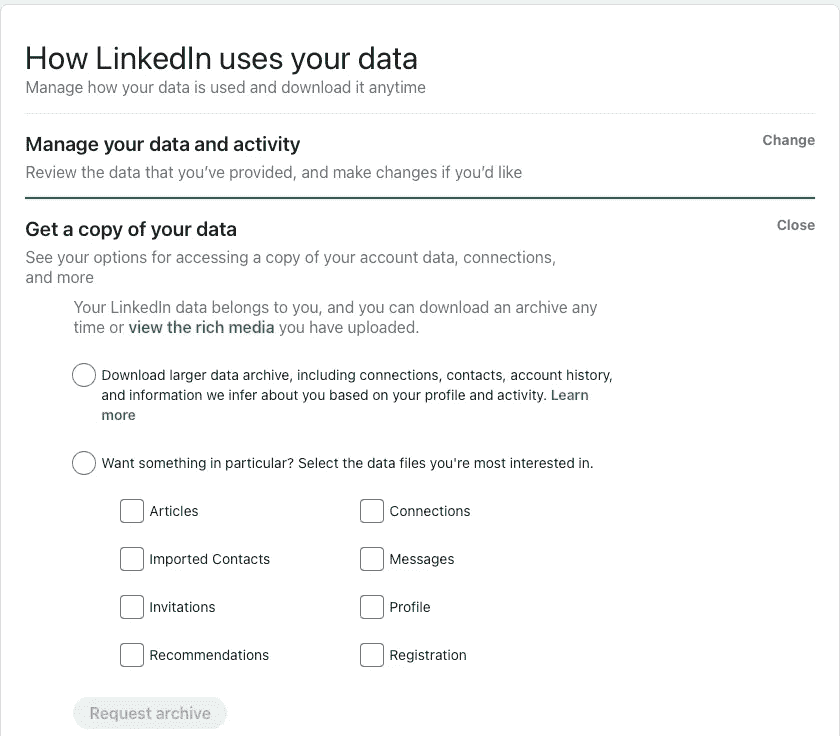 How LinkedIn uses your data
Manage how your data is used and download it anytime
Manage your data and activity
Change
Review the data that you've provided, and make changes if you'd like
Get a copy of your data
Close
See your options for accessing a copy of your account data, connections,
and more
Your LinkedIn data belongs to you, and you can download an archive any
time or view the rich media you have uploaded.
Download larger data archive, including connections, contacts, account history,
and information we infer about you based on your profile and activity. Learn
more
Want something in particular? Select the data files you're most interested in.
Articles
Connections
Imported Contacts
Messages
Invitations
Profile
Recommendations
Registration
Request archive